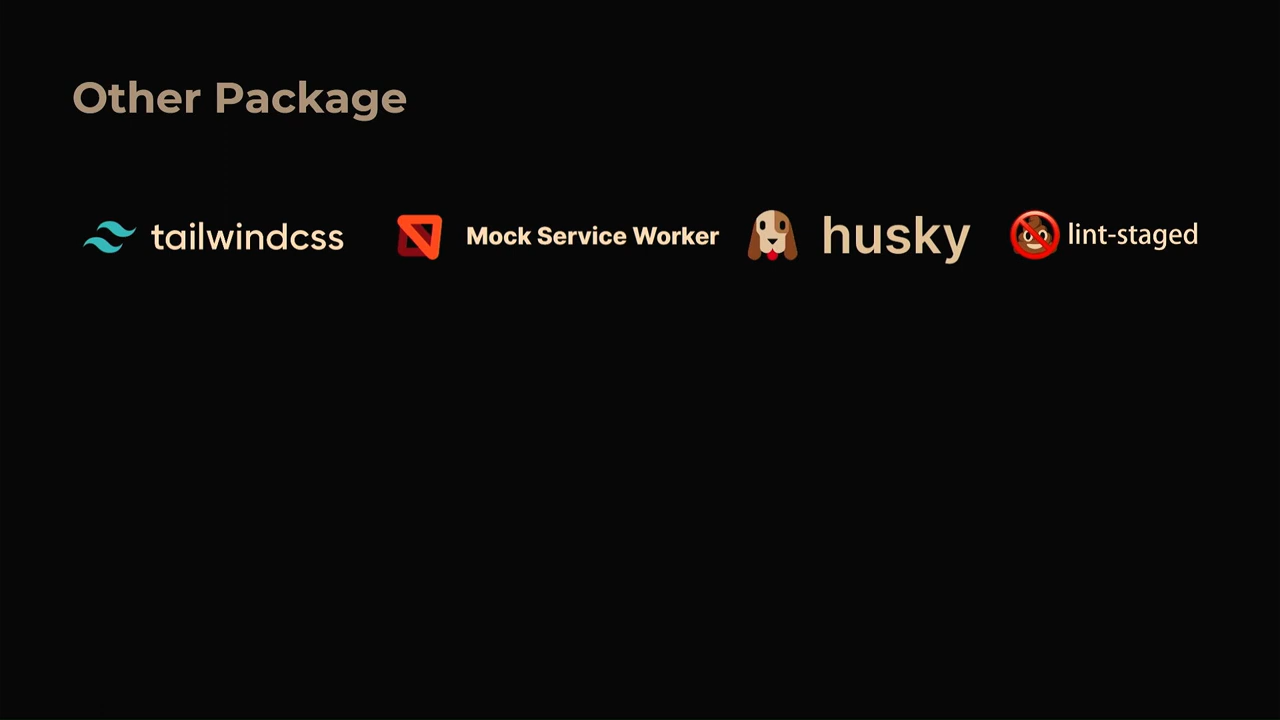 Other Package
tailwindcss
Mock Service Worker
husky
lint-staged